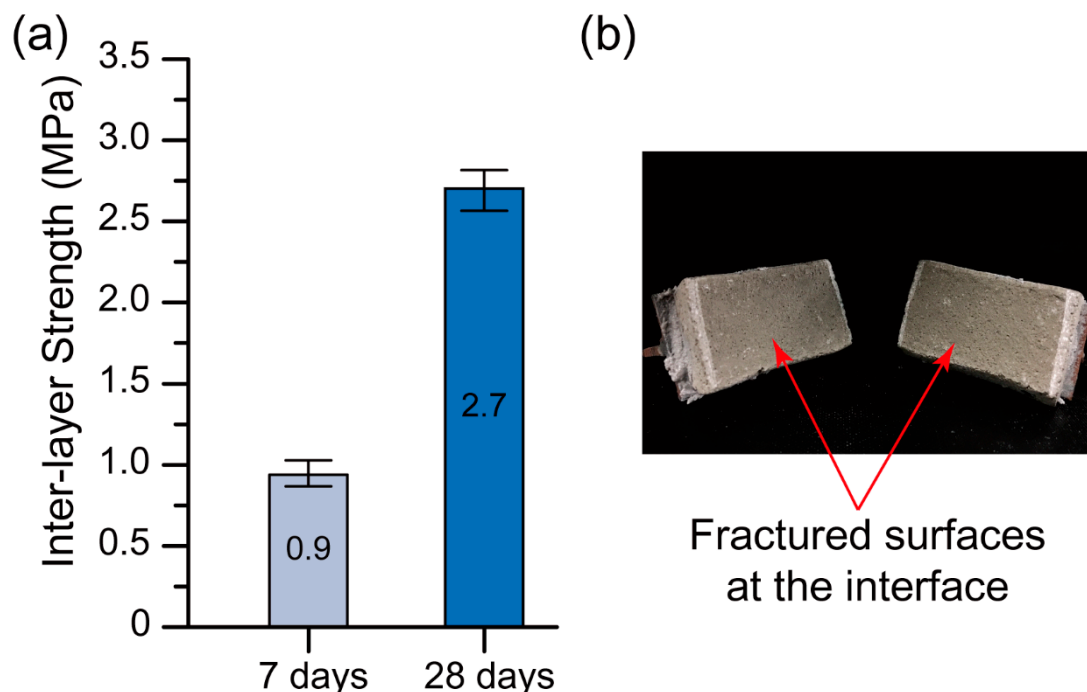 (a)
Inter-layer Strength (MPa)
3.5
3.0
2.5
2.0
1.5
1.0
0.5
0
0.9
2.7
7 days
28 days
(b)
Fractured surfaces
at the interface